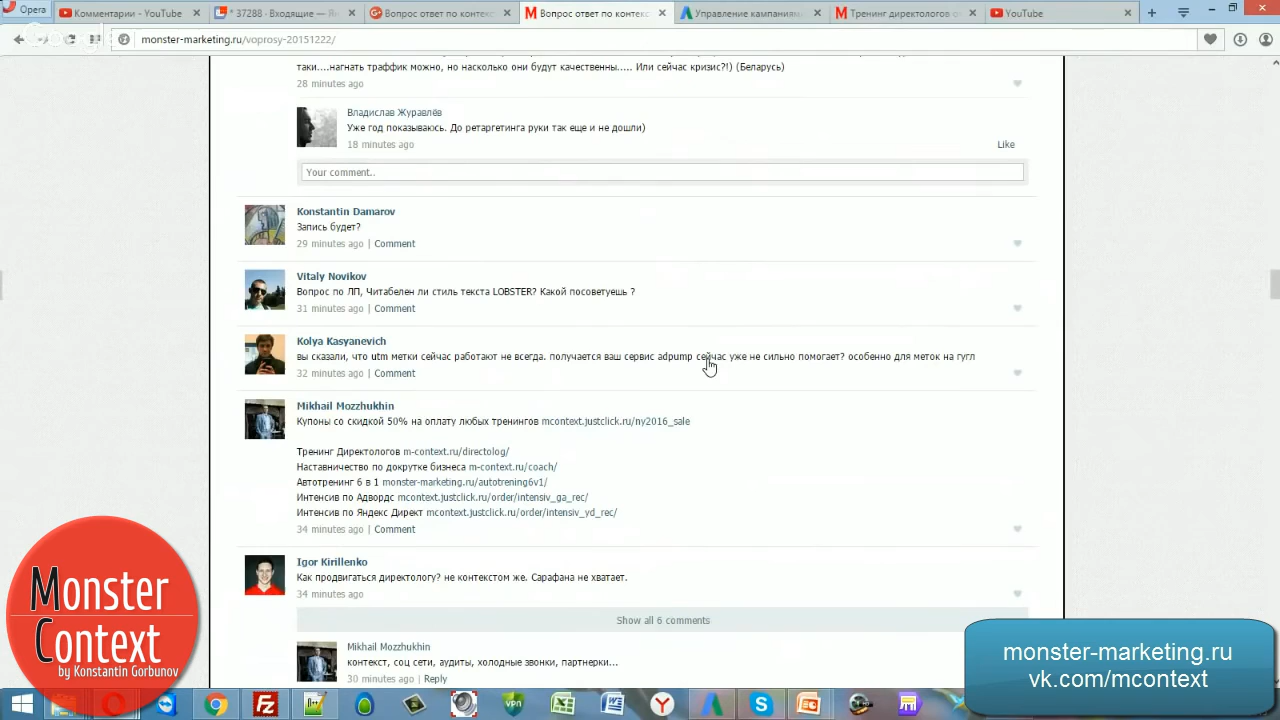 Opera
Комментарии - YouTube
* 37288 - Входящие — Ян
Вопрос ответ по контекс
Вопрос ответ по контекс
Управление кампаниям
Тренинг директологов о
YouTube
monster-marketing.ru/voprosy-20151222/
таки....нагнать траффик можно, но насколько они будут качественны..... Или сейчас кризис?!) (Беларусь)
28 minutes ago
Владислав Журавлёв
Уже год показываюсь. До ретаргетинга руки так еще и не дошли)
18 minutes ago
Like
Your comment..
Konstantin Damarov
Запись будет?
29 minutes ago | Comment
Vitaly Novikov
Вопрос по ЛП, Читабелен ли стиль текста LOBSTER? Какой посоветуешь ?
31 minutes ago | Comment
Kolya Kasyanevich
вы сказали, что utm метки сейчас работают не всегда. получается ваш сервис adpump сейчас уже не сильно помогает? особенно для меток на гугл
32 minutes ago | Comment
Mikhail Mozzhukhin
Купоны со скидкой 50% на оплату любых тренингов mcontext.justclick.ru/ny2016_sale
Тренинг Директологов m-context.ru/directolog/
Наставничество по докрутке бизнеса m-context.ru/coach/
Автотренинг 6 в 1 monster-marketing.ru/autotrening6v1/
Интенсив по Адвордс mcontext.justclick.ru/order/intensiv_ga_rec/
Интенсив по Яндекс Директ mcontext.justclick.ru/order/intensiv_yd_rec/
34 minutes ago | Comment
Igor Kirillenko
Как продвигаться директологу? не контекстом же. Сарафана не хватает.
34 minutes ago
Show all 6 comments
Mikhail Mozzhukhin
контекст, соц сети, аудиты, холодные звонки, партнерки...
30 minutes ago | Reply
Monster
Context
by Konstantin Gorbunov
monster-marketing.ru
vk.com/mcontext